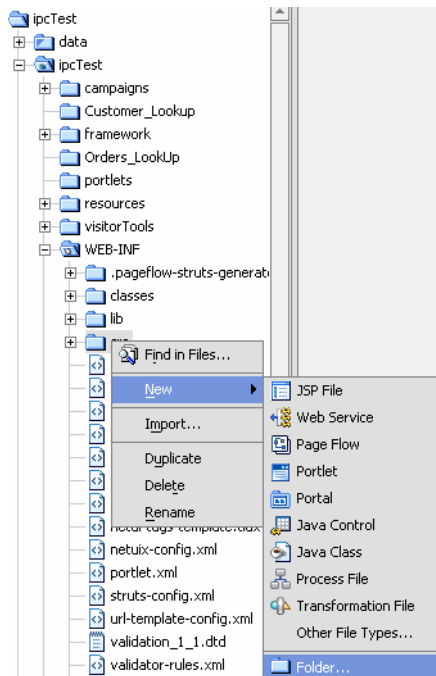 ipcTest
data
ipcTest
campaigns
Customer_Lookup
framework
Orders_LookUp
portlets
resources
visitorTools
WEB-INF
.pageflow-struts-generat
classes
lib
Find in Files...
New
Import...
Duplicate
Delete
Rename
JSP File
Web Service
Page Flow
Portlet
Portal
Java Control
Java Class
Process File
Transformation File
Other File Types...
Folder...
netuix-config.xml
portlet.xml
struts-config.xml
url-template-config.xml
validation_1_1.dtd
validator-rules.xml